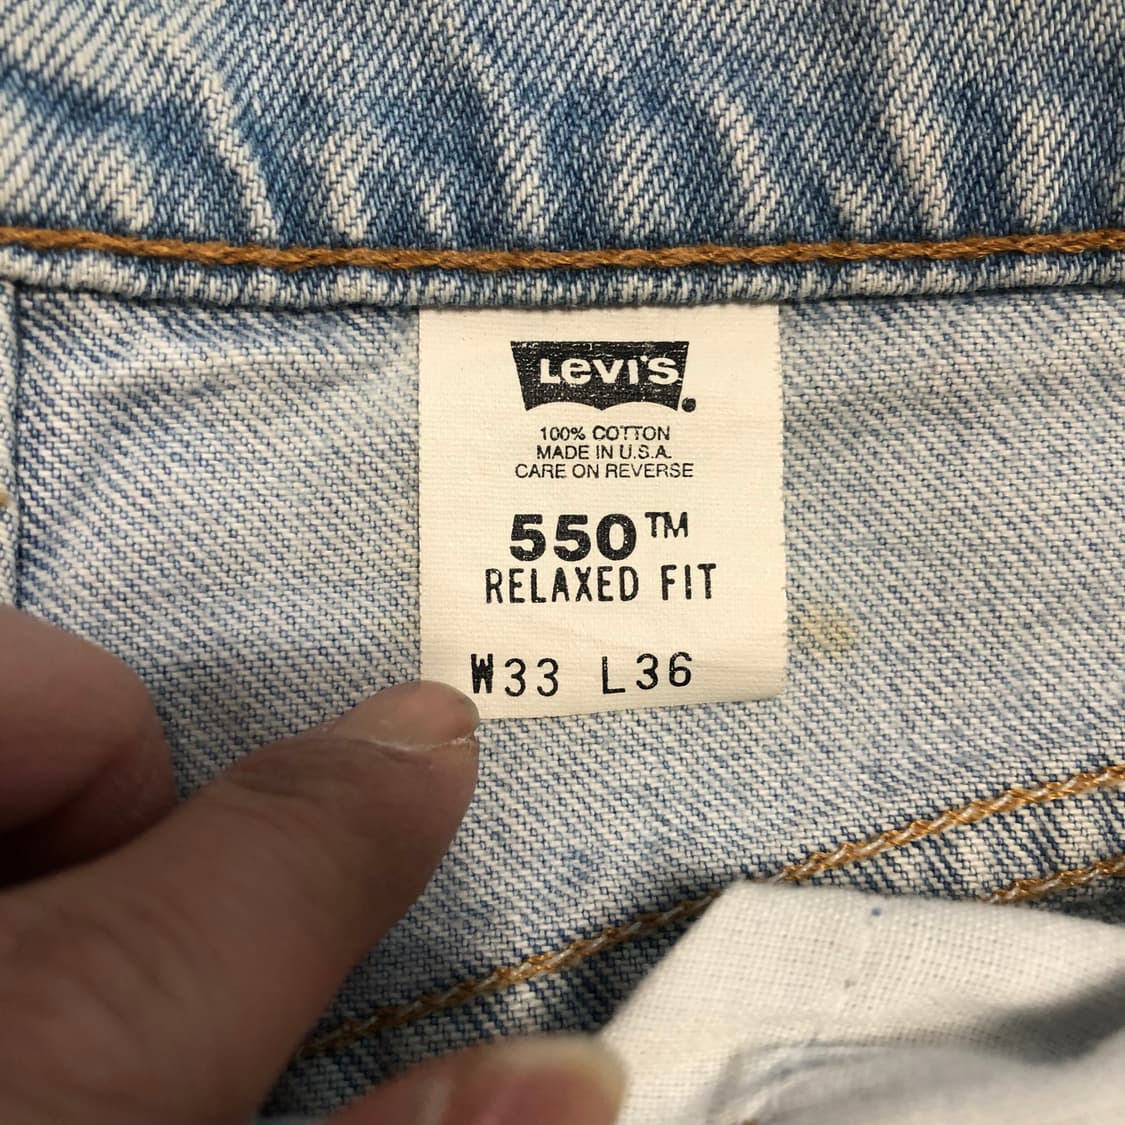 Levi's
100% COTTON
MADE IN U.S.A.
CARE ON REVERSE
550™
RELAXED FIT
W33 L36